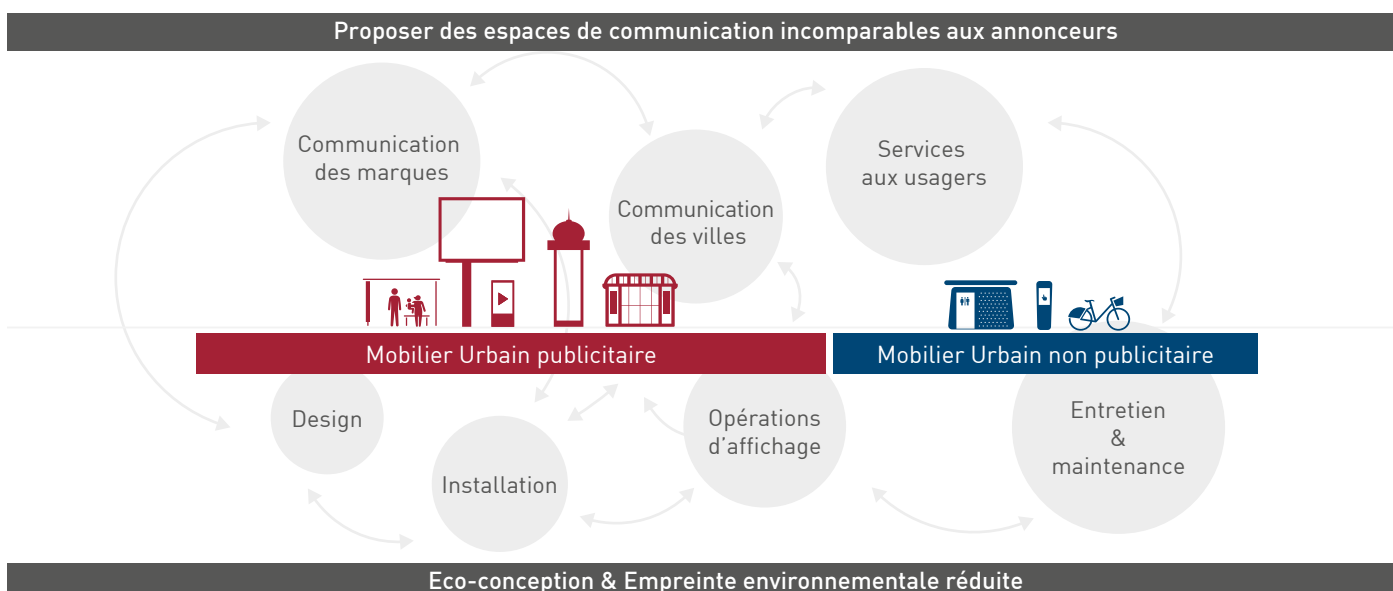 Proposer des espaces de communication incomparables aux annonceurs
Communication
des marques
Communication
des villes
Services
aux usagers
Mobilier Urbain publicitaire
Mobilier Urbain non publicitaire
Design
Installation
Opérations
d'affichage
Entretien
&
maintenance
Eco-conception & Empreinte environnementale réduite